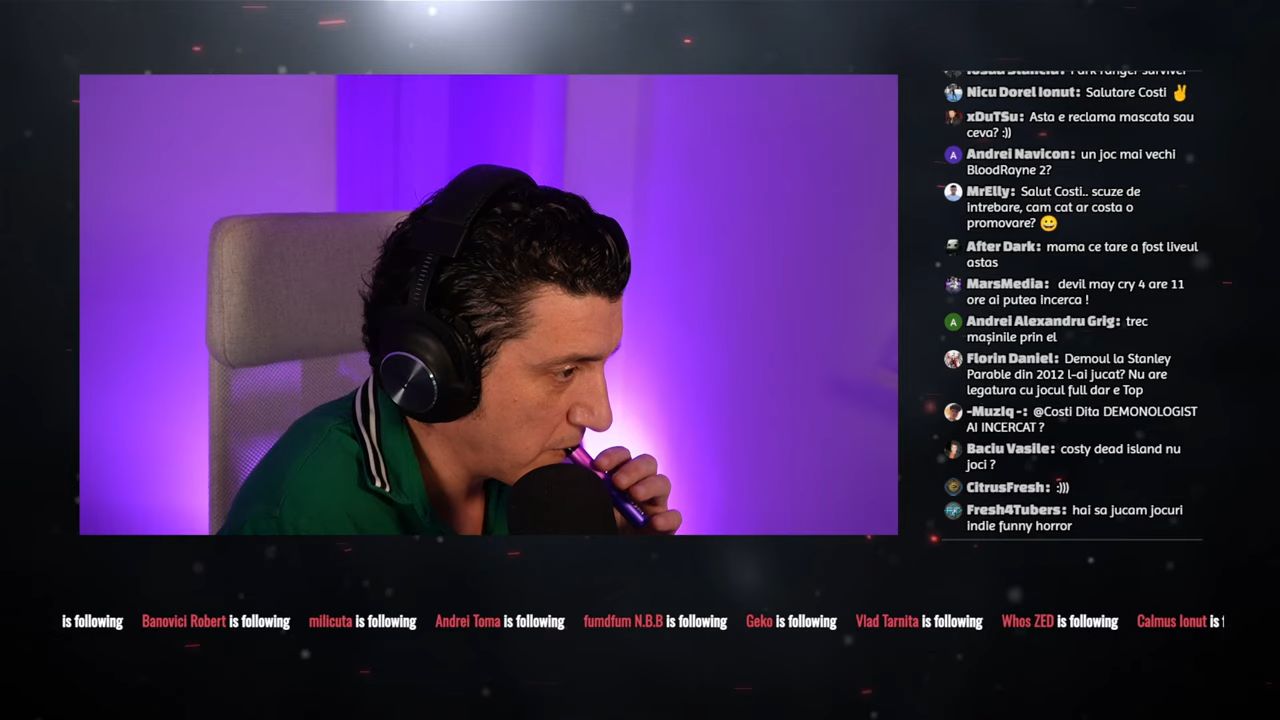 Nicu Dorel Ionut: Salutare Costi ✌
xDuTSu: Asta e reclama mascata sau
ceva? :))
A
Andrei Navicon: un joc mai vechi
BloodRayne 2?
MrElly: Salut Costi.. scuze de
intrebare, cam cat ar costa o
promovare? 😀
After Dark: mama ce tare a fost liveul
astas
MarsMedia: devil may cry 4 are 11
ore ai putea incerca !
A
Andrei Alexandru Grig: trec
mașinile prin el
Florin Daniel: Demoul la Stanley
Parable din 2012 l-ai jucat? Nu are
legatura cu jocul full dar e Top
-Muziq-: @Costi Dita DEMONOLOGIST
AI INCERCAT ?
Baciu Vasile: costy dead island nu
joci ?
CitrusFresh: :)))
Fresh4Tubers: hai sa jucam jocuri
indie funny horror
is following Banovici Robert is following milicuta is following Andrei Toma is following fumdfum N.B.B is following Geko is following Vlad Tarnita is following Whos ZED is following Calmus Ionut is